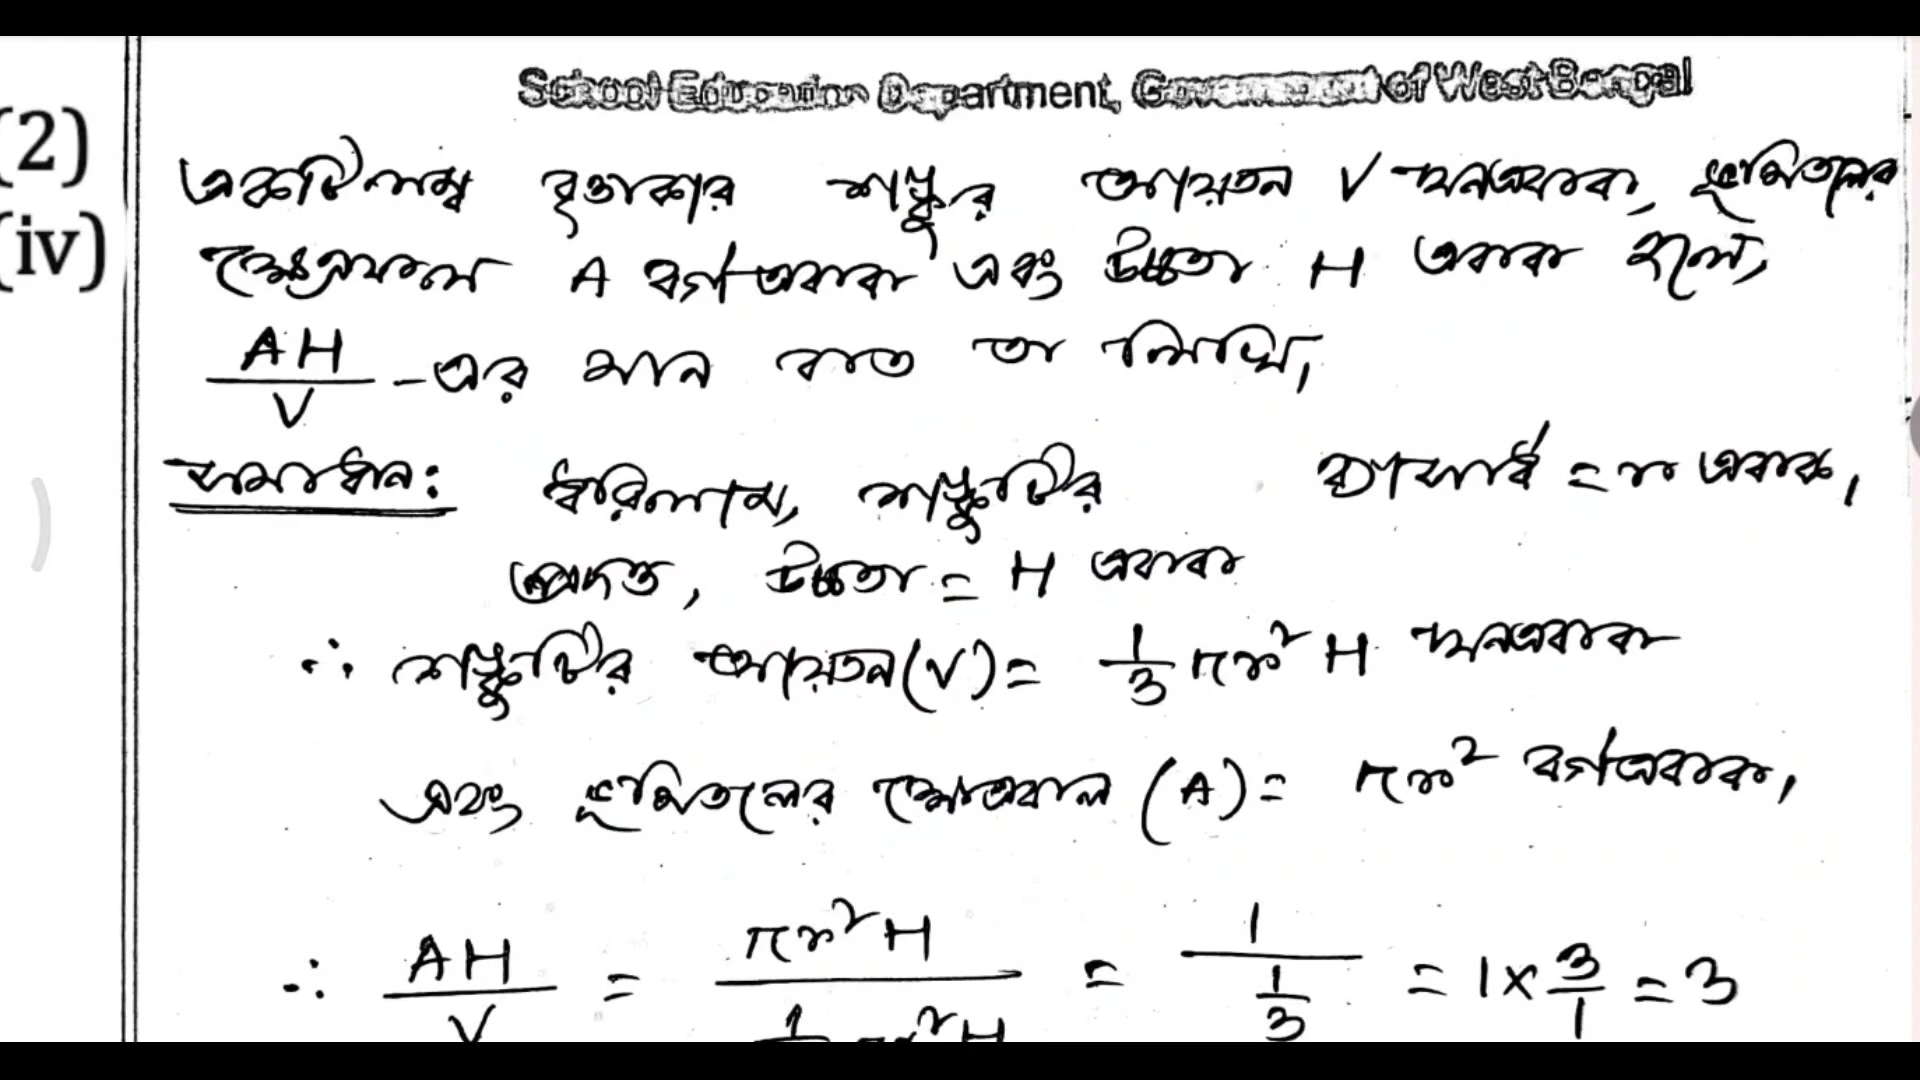 School Education Department, Government of West Bengal
(2)
(iv)
একটি লম্ব বৃত্তাকার শঙ্কুর আয়তন V ঘনএকক, ভূমিতলের
ক্ষেত্রফল A বর্গএকক এবং উচ্চতা H একক হলে,
AH/V -এর মান কত তা লিখি।
সমাধান: ধরিলাম, শঙ্কুটির ব্যাসার্ধ = r একক।
প্রদত্ত, উচ্চতা = H একক
∴ শঙ্কুটির আয়তন (V) = 1/3 πr² H ঘনএকক
এবং ভূমিতলের ক্ষেত্রফল (A) = πr² বর্গএকক।
∴ AH/V = πr²H / 1/3 πr²H = 1 / 1/3 = 1 × 3/1 = 3